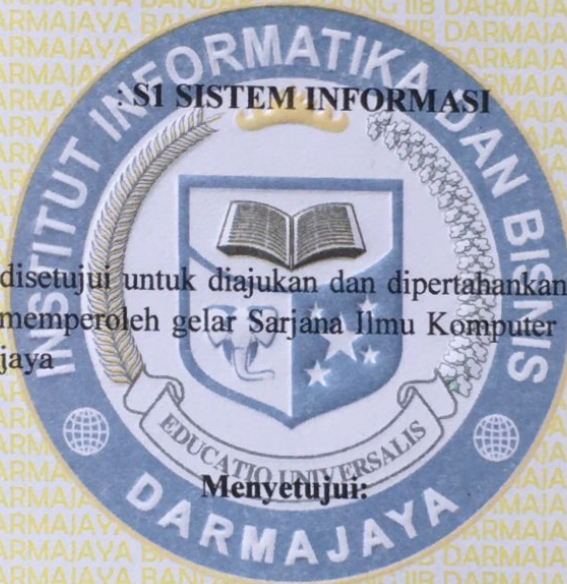 : S1 SISTEM INFORMASI
INSTITUT INFORMATIKA DAN BISNIS
disetujui untuk diajukan dan dipertahankan
memperoleh gelar Sarjana Ilmu Komputer
jaya
EDUCATIO UNIVERSALIS
Menyetujui:
DARMAJAYA